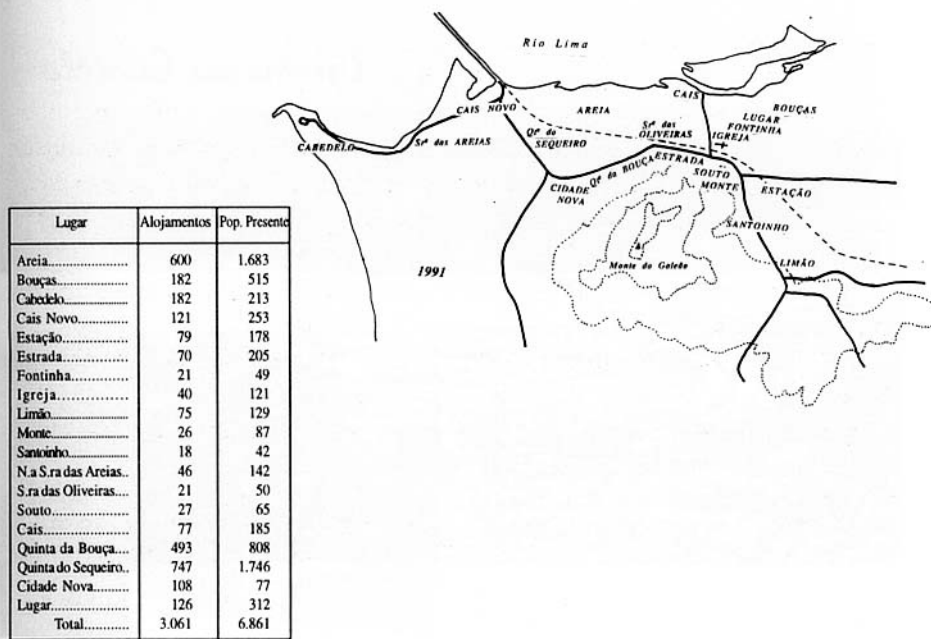 Rio Lima
CAIS
CAIS NOVO
AREIA
BOUÇAS
LUGAR
FONTINHA
IGREJA
CABEDELO
Srª das AREIAS
Qtª do
SEQUEIRO
Srª das
OLIVEIRAS
Qtª da BOUÇA
ESTRADA
SOUTO
MONTE
CIDADE
NOVA
ESTAÇÃO
SANTOINHO
LIMÃO
Monte do Galeão
1991
Lugar Alojamentos Pop. Presente
Areia.................... 600 1.683
Bouças.................. 182 515
Cabedelo................ 182 213
Cais Novo............. 121 253
Estação................. 79 178
Estrada.................. 70 205
Fontinha.............. 21 49
Igreja................ 40 121
Limão.................... 75 129
Monte................... 26 87
Santoinho.............. 18 42
N.a S.ra das Areias.. 46 142
S.ra das Oliveiras.... 21 50
Souto.................. 27 65
Cais..................... 77 185
Quinta da Bouça.... 493 808
Quinta do Sequeiro.. 747 1.746
Cidade Nova.......... 108 77
Lugar................... 126 312
Total............ 3.061 6.861